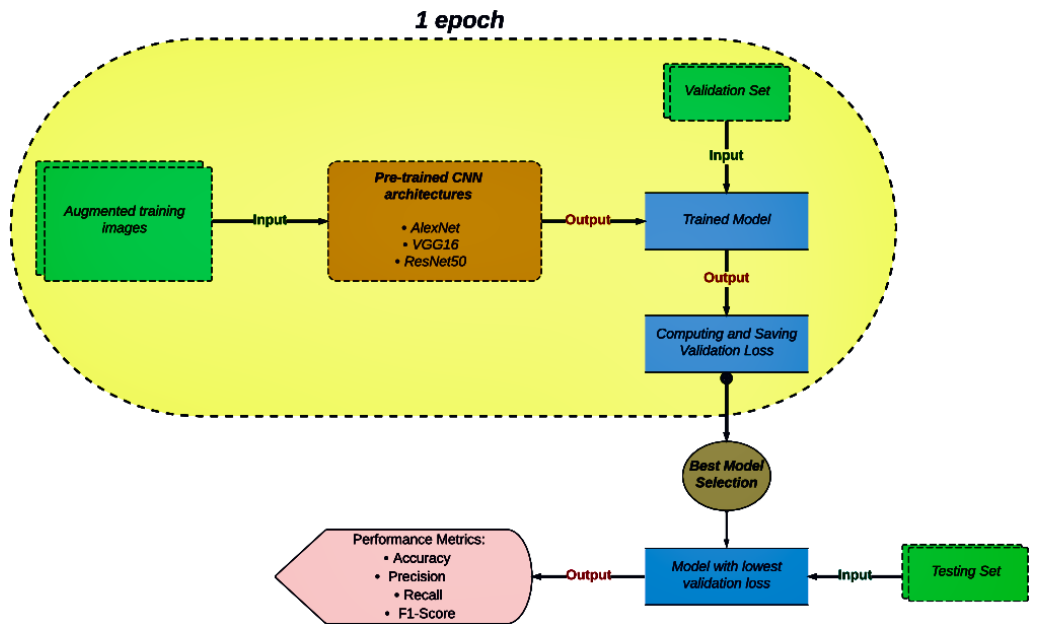 1 epoch
Validation Set
Input
Augmented training
images
Input
Pre-trained CNN
architectures
• AlexNet
• VGG16
• ResNet50
Output
Trained Model
Output
Computing and Saving
Validation Loss
Best Model
Selection
Performance Metrics:
• Accuracy
• Precision
• Recall
• F1-Score
Output
Model with lowest
validation loss
Input
Testing Set